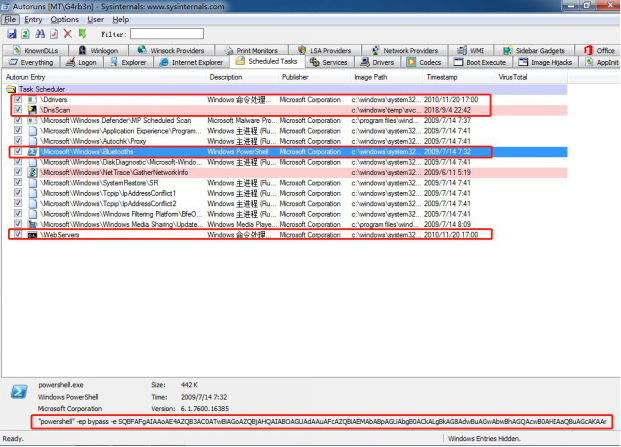 Autoruns [MT\G4rb3n] - Sysinternals: www.sysinternals.com
File Entry Options User Help
Filter:
KnownDLLs Winlogon Winsock Providers Print Monitors LSA Providers Network Providers WMI Sidebar Gadgets Office
Everything Logon Explorer Internet Explorer Scheduled Tasks Services Drivers Codecs Boot Execute Image Hijacks AppInit
Autorun Entry Description Publisher Image Path Timestamp VirusTotal
Task Scheduler
\Ddrivers Windows 命令处理... Microsoft Corporation c:\windows\system32... 2010/11/20 17:00
\DnsScan c:\windows\temp\svc... 2018/9/4 22:42
\Microsoft\Windows Defender\MP Scheduled Scan Microsoft Malware Pro... Microsoft Corporation c:\program files\wind... 2009/7/14 7:37
\Microsoft\Windows\Application Experience\Program... Windows 主进程 (Ru... Microsoft Corporation c:\windows\system32... 2009/7/14 7:41
\Microsoft\Windows\Autochk\Proxy Windows 主进程 (Ru... Microsoft Corporation c:\windows\system32... 2009/7/14 7:41
\Microsoft\Windows\Bluetooths Windows PowerShell Microsoft Corporation c:\windows\system32... 2009/7/14 7:32
\Microsoft\Windows\DiskDiagnostic\Microsoft-Windo... Windows 主进程 (Ru... Microsoft Corporation c:\windows\system32... 2009/7/14 7:41
\Microsoft\Windows\NetTrace\GatherNetworkInfo c:\windows\system32... 2009/6/11 5:19
\Microsoft\Windows\SystemRestore\SR Windows 主进程 (Ru... Microsoft Corporation c:\windows\system32... 2009/7/14 7:41
\Microsoft\Windows\Tcpip\IpAddressConflict1 Windows 主进程 (Ru... Microsoft Corporation c:\windows\system32... 2009/7/14 7:41
\Microsoft\Windows\Tcpip\IpAddressConflict2 Windows 主进程 (Ru... Microsoft Corporation c:\windows\system32... 2009/7/14 7:41
\Microsoft\Windows\Windows Filtering Platform\BfeO... Windows 主进程 (Ru... Microsoft Corporation c:\windows\system32... 2009/7/14 7:41
\Microsoft\Windows\Windows Media Sharing\Update... Windows Media Playe... Microsoft Corporation c:\program files\wind... 2009/7/14 8:09
\WebServers Windows 命令处理... Microsoft Corporation c:\windows\system32... 2010/11/20 17:00
powershell.exe Size: 442 K
Windows PowerShell Time: 2009/7/14 7:32
Microsoft Corporation Version: 6.1.7600.16385
"powershell" -ep bypass -e
Ready. Windows Entries Hidden.